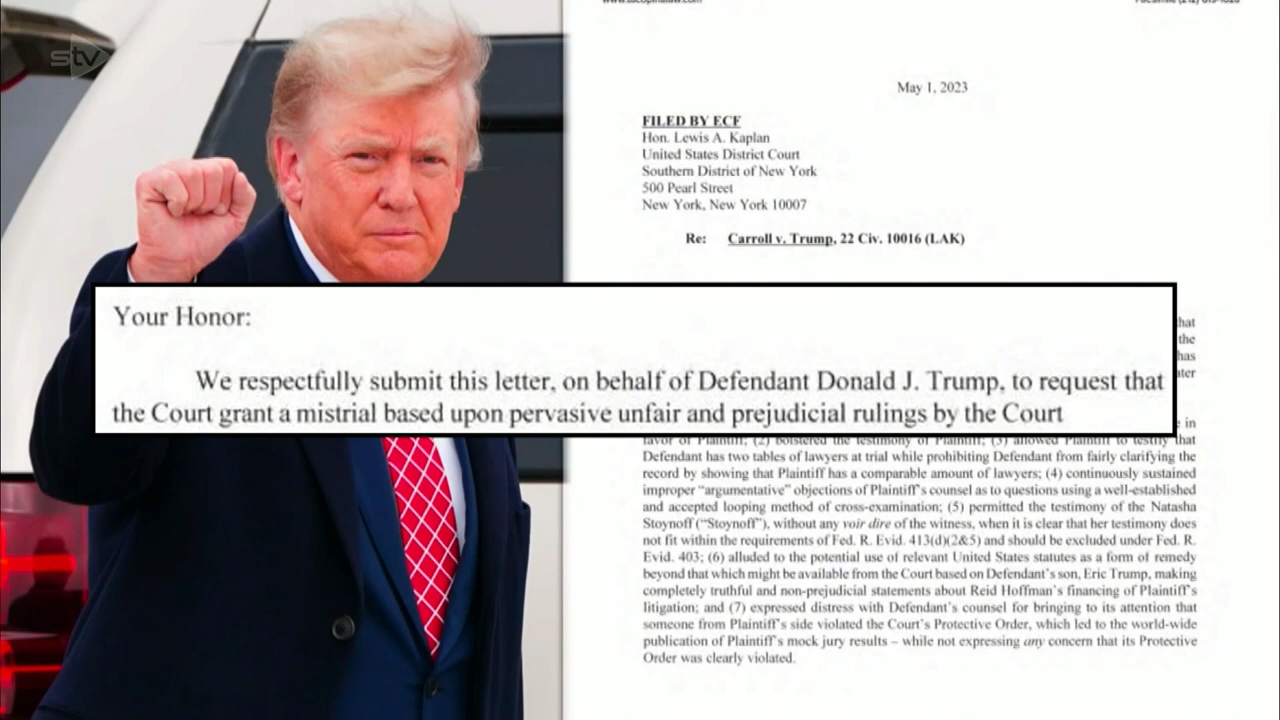 stv
May 1, 2023
FILED BY ECF
Hon. Lewis A. Kaplan
United States District Court
Southern District of New York
500 Pearl Street
New York, New York 10007
Re: Carroll v. Trump, 22 Civ. 10016 (LAK)
Your Honor:
We respectfully submit this letter, on behalf of Defendant Donald J. Trump, to request that
the Court grant a mistrial based upon pervasive unfair and prejudicial rulings by the Court
that
the
has
in
favor of Plaintiff; (2) bolstered the testimony of Plaintiff; (3) allowed Plaintiff to testify that
Defendant has two tables of lawyers at trial while prohibiting Defendant from fairly clarifying the
record by showing that Plaintiff has a comparable amount of lawyers; (4) continuously sustained
improper “argumentative” objections of Plaintiff's counsel as to questions using a well-established
and accepted looping method of cross-examination; (5) permitted the testimony of the Natasha
Stoynoff (“Stoynoff”), without any voir dire of the witness, when it is clear that her testimony does
not fit within the requirements of Fed. R. Evid. 413(d)(2&5) and should be excluded under Fed. R.
Evid. 403; (6) alluded to the potential use of relevant United States statutes as a form of remedy
beyond that which might be available from the Court based on Defendant's son, Eric Trump, making
completely truthful and non-prejudicial statements about Reid Hoffman's financing of Plaintiff's
litigation; and (7) expressed distress with Defendant's counsel for bringing to its attention that
someone from Plaintiff's side violated the Court's Protective Order, which led to the world-wide
publication of Plaintiff's mock jury results – while not expressing any concern that its Protective
Order was clearly violated.